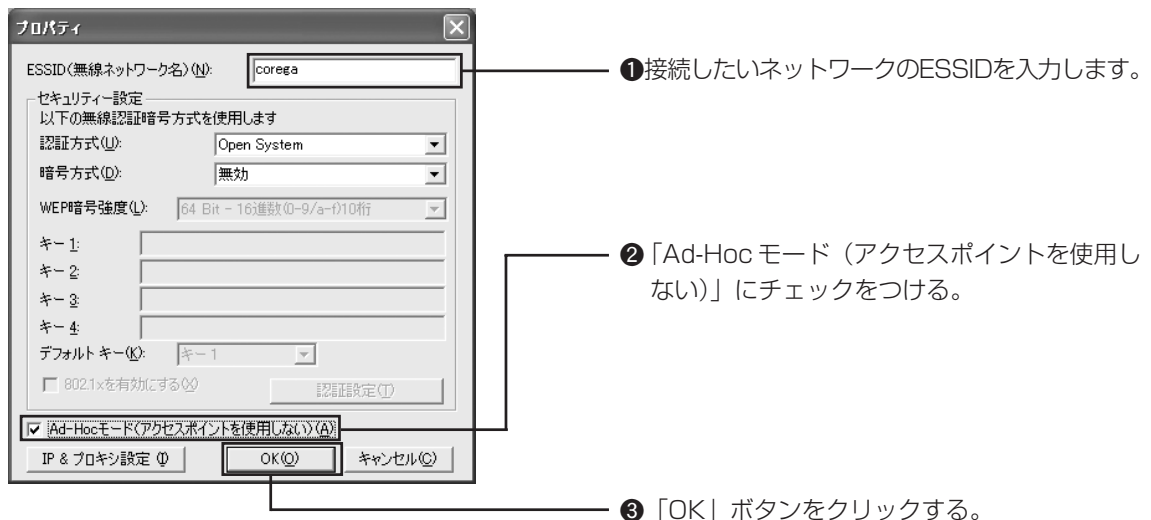 プロパティ
ESSID(無線ネットワーク名)(N): corega
❶接続したいネットワークのESSIDを入力します。
セキュリティー設定
以下の無線認証暗号方式を使用します
認証方式(U): Open System
暗号方式(D): 無効
WEP暗号強度(L): 64 Bit - 16進数(0-9/a-f)10桁
キー 1:
キー 2:
キー 3:
キー 4:
デフォルト キー(K): キー 1
802.1xを有効にする(X) 認証設定(T)
Ad-Hocモード(アクセスポイントを使用しない)(A)
IP & プロキシ設定 (I) OK(O) キャンセル(C)
❷「Ad-Hoc モード（アクセスポイントを使用し
ない）」にチェックをつける。
❸「OK」ボタンをクリックする。